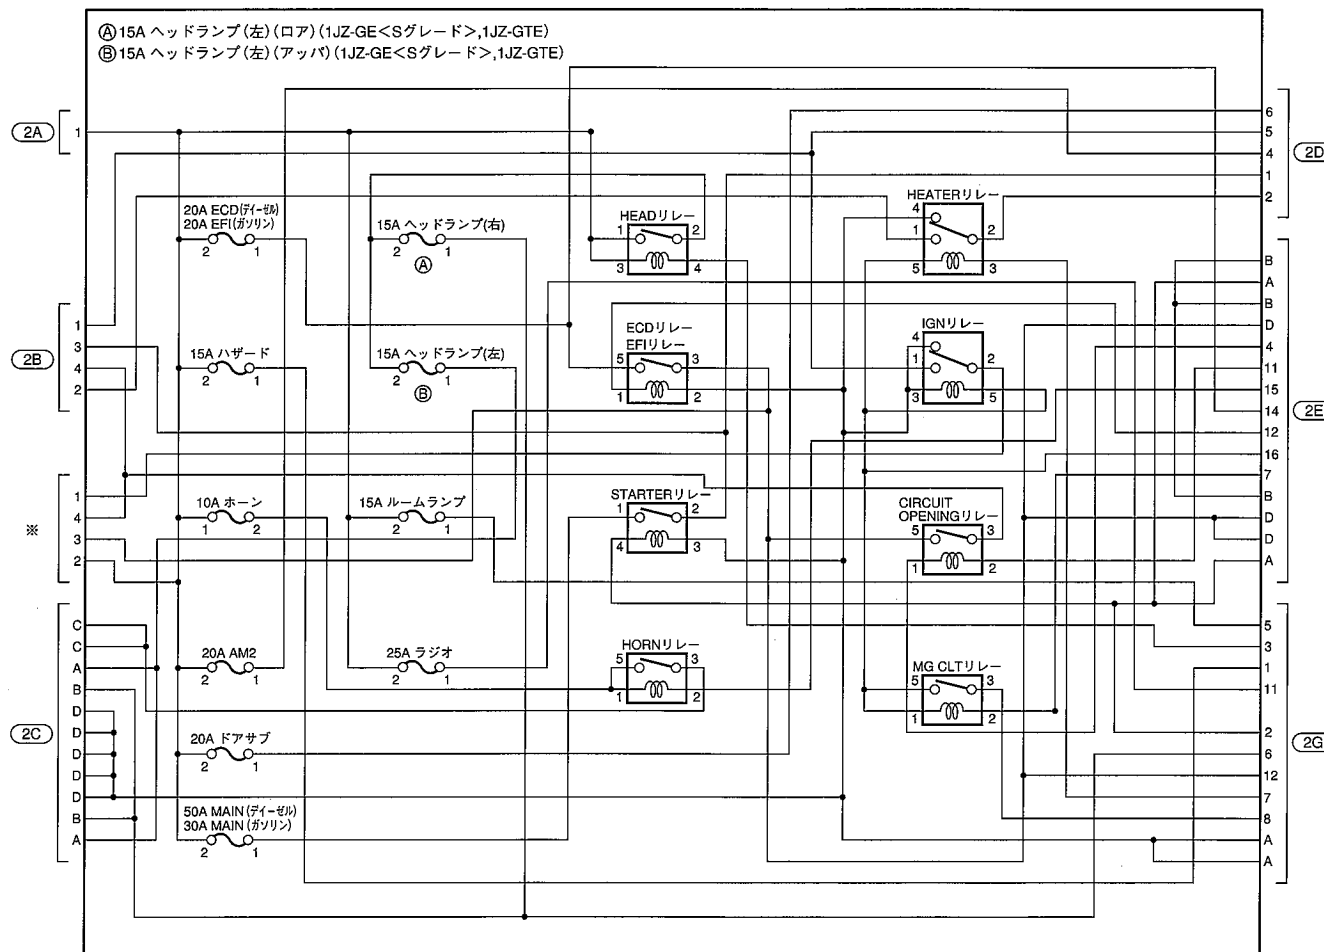 Ⓐ15A ヘッドランプ(左)(ロア)(1JZ-GE<Sグレード>,1JZ-GTE)
Ⓑ15A ヘッドランプ(左)(アッパ)(1JZ-GE<Sグレード>,1JZ-GTE)
2A
1
2B
1
3
4
2
※
1
4
3
2
2C
C
C
A
B
D
D
D
D
D
B
A
20A ECD(ディーゼル)
20A EFI(ガソリン)
2 1
15A ヘッドランプ(右)
2 1
Ⓐ
15A ハザード
2 1
15A ヘッドランプ(左)
2 1
Ⓑ
10A ホーン
1 2
15A ルームランプ
2 1
20A AM2
2 1
25A ラジオ
2 1
20A ドアサブ
2 1
50A MAIN(ディーゼル)
30A MAIN(ガソリン)
2 1
HEADリレー
1 2
3 4
ECDリレー
EFIリレー
5 3
1 2
STARTERリレー
1 2
4 3
HORNリレー
5 3
1 2
HEATERリレー
4
1 2
5 3
IGNリレー
4
1 2
3 5
CIRCUIT
OPENINGリレー
5 3
1 2
MG CLTリレー
5 3
1 2
2D
6
5
4
1
2
2E
B
A
B
D
4
11
15
14
12
16
7
B
D
D
A
2G
5
3
1
11
2
6
12
7
8
A
A